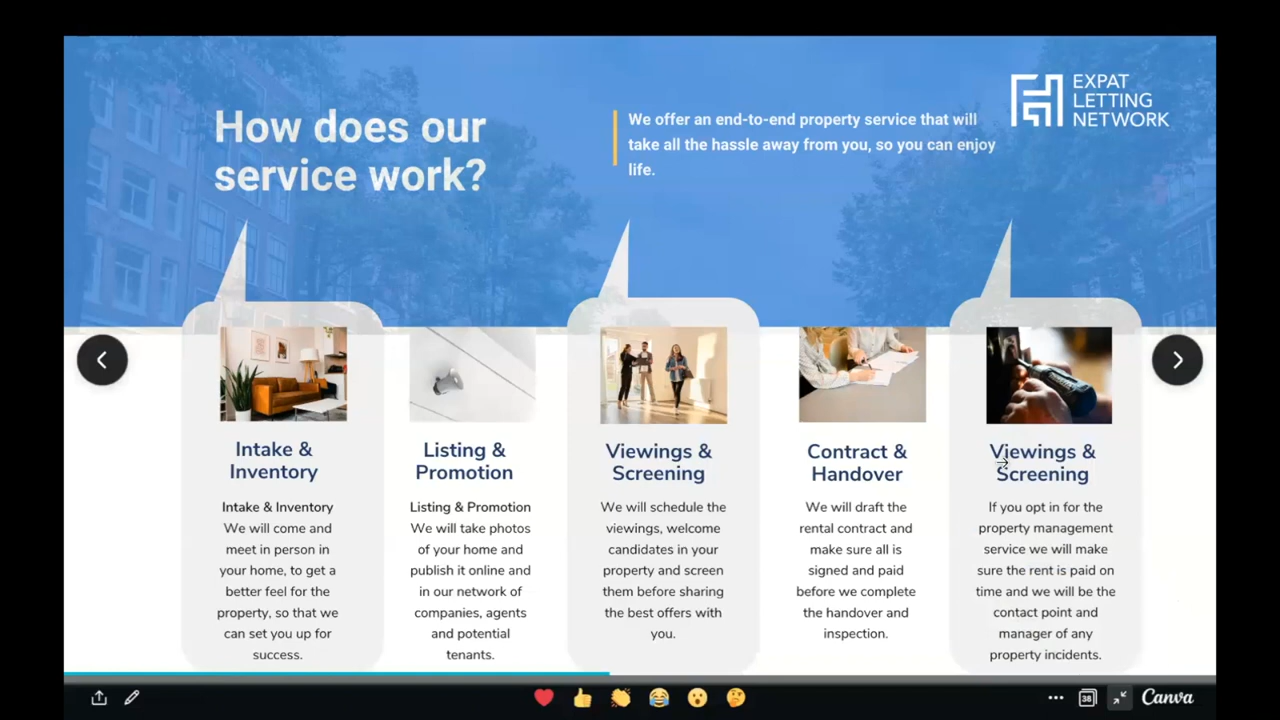 How does our
service work?
We offer an end-to-end property service that will
take all the hassle away from you, so you can enjoy
life.
EXPAT
LETTING
NETWORK
Intake &
Inventory
Intake & Inventory
We will come and
meet in person in
your home, to get a
better feel for the
property, so that we
can set you up for
success.
Listing &
Promotion
Listing & Promotion
We will take photos
of your home and
publish it online and
in our network of
companies, agents
and potential
tenants.
Viewings &
Screening
We will schedule the
viewings, welcome
candidates in your
property and screen
them before sharing
the best offers with
you.
Contract &
Handover
We will draft the
rental contract and
make sure all is
signed and paid
before we complete
the handover and
inspection.
Viewings &
Screening
If you opt in for the
property management
service we will make
sure the rent is paid on
time and we will be the
contact point and
manager of any
property incidents.
38
Canva